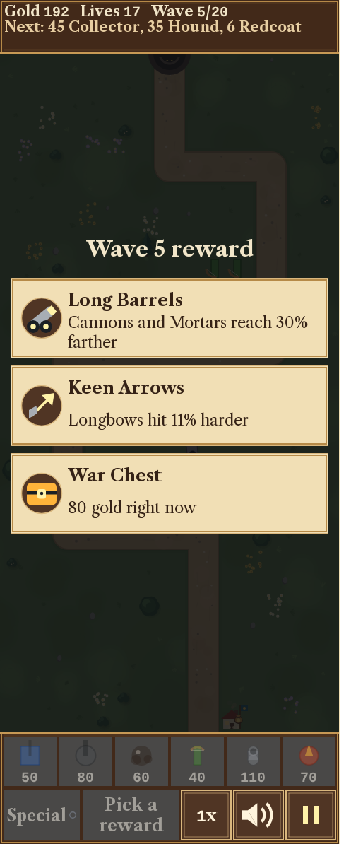 Gold 192 Lives 17 Wave 5/20
Next: 45 Collector, 35 Hound, 6 Redcoat
Wave 5 reward
Long Barrels
Cannons and Mortars reach 30%
farther
Keen Arrows
Longbows hit 11% harder
War Chest
80 gold right now
50 80 60 40 110 70
Special
Pick a
reward
1x